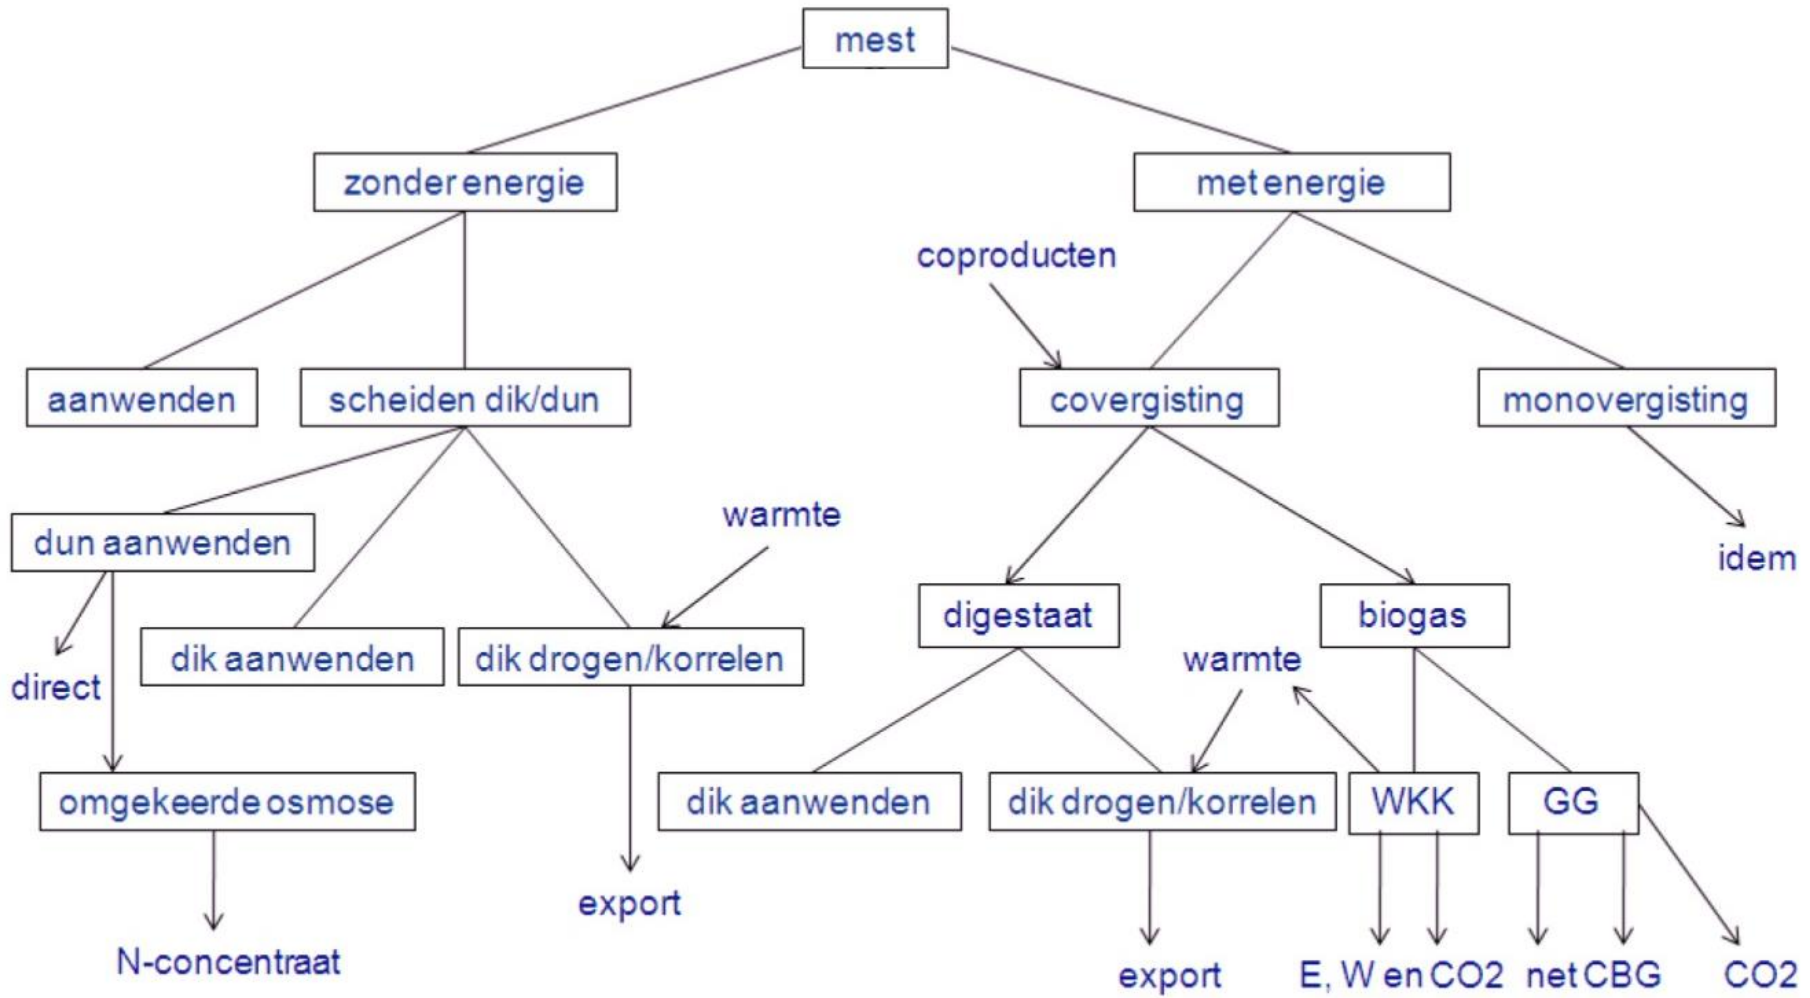 mest
zonder energie
met energie
coproducten
aanwenden
scheiden dik/dun
covergisting
monovergisting
warmte
dun aanwenden
idem
digestaat
biogas
dik aanwenden
dik drogen/korrelen
warmte
direct
omgekeerde osmose
dik aanwenden
dik drogen/korrelen
WKK
GG
export
N-concentraat
export
E, W en CO2
net CBG
CO2